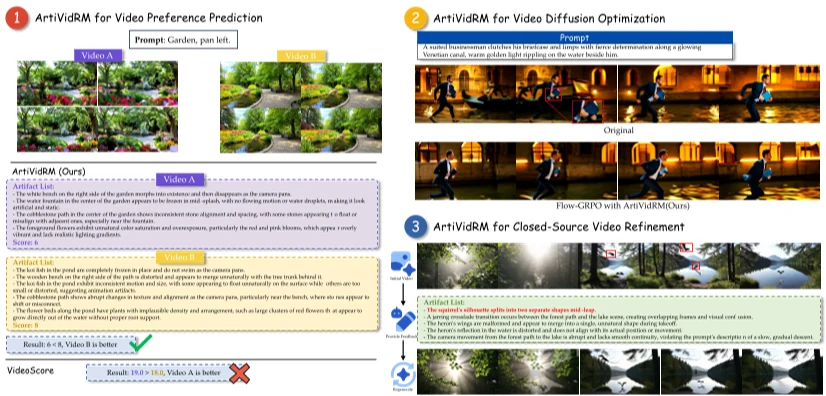 1 ArtiVidRM for Video Preference Prediction
Prompt: Garden, pan left.
Video A
Video B
ArtiVidRM (Ours)
Video A
Artifact List:
- The white bench on the right side of the garden morphs into existence and then disappears as the camera pans.
- The water fountain in the center of the garden appears to be frozen in mid-splash, with no flowing motion or water droplets, making it look
artificial and static.
- The cobblestone path in the center of the garden shows inconsistent stone alignment and spacing, with some stones appearing to float or
misalign with adjacent ones, especially near the fountain.
- The foreground flowers exhibit unnatural color saturation and overexposure, particularly the red and pink blooms, which appear overly
vibrant and lack realistic lighting gradients.
Score: 6
Video B
Artifact List:
- The koi fish in the pond are completely frozen in place and do not swim as the camera pans.
- The wooden bench on the right side of the path is distorted and appears to merge unnaturally with the tree trunk behind it.
- The koi fish in the pond exhibit inconsistent motion and size, with some appearing to float unnaturally on the surface while others are too
small or distorted, suggesting animation artifacts.
- The cobblestone path shows abrupt changes in texture and alignment as the camera pans, particularly near the bench, where stones appear to
shift or misconnect.
- The flower beds along the pond have plants with implausible density and arrangement, such as large clusters of red flowers that appear to
grow directly out of the water without proper root support.
Score: 8
Result: 6 < 8, Video B is better
VideoScore
Result: 19.0 > 18.0, Video A is better
2 ArtiVidRM for Video Diffusion Optimization
Prompt
A suited businessman clutches his briefcase and limps with fierce determination along a glowing
Venetian canal, warm golden light rippling on the water beside him.
Original
Flow-GRPO with ArtiVidRM(Ours)
3 ArtiVidRM for Closed-Source Video Refinement
Initial Video
Provide Feedback
Regenerate
Artifact List:
- The squirrel's silhouette splits into two separate shapes mid-leap.
- A jarring crossfade transition occurs between the forest path and the lake scene, creating overlapping frames and visual confusion.
- The heron's wings are malformed and appear to merge into a single, unnatural shape during takeoff.
- The heron's reflection in the water is distorted and does not align with its actual position or movement.
- The camera movement from the forest path to the lake is abrupt and lacks smooth continuity, violating the prompt's description of a slow, gradual descent.